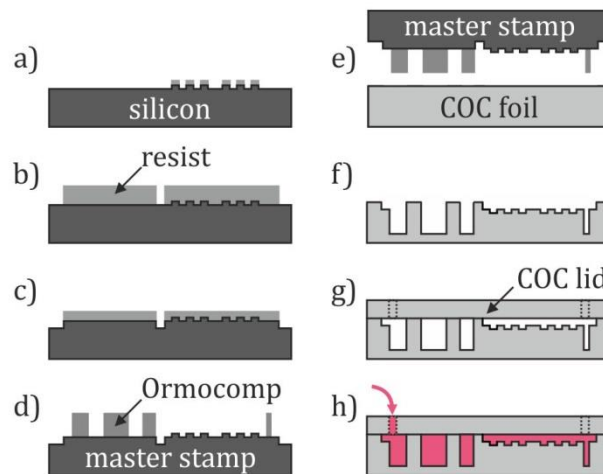 a)
silicon
b)
resist
c)
d)
Ormocomp
master stamp
e)
master stamp
COC foil
f)
g)
COC lid
h)